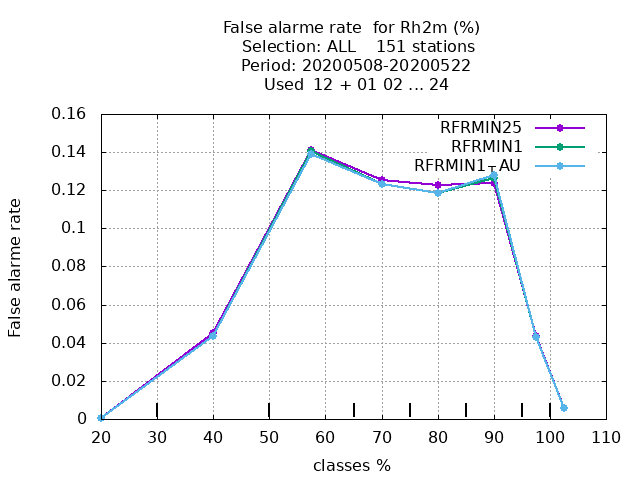 False alarme rate  for Rh2m (%)
Selection: ALL    151 stations
Period: 20200508-20200522
Used  12 + 01 02 ... 24
RFRMIN25
RFRMIN1
RFRMIN1-AU
0.16
0.14
0.12
0.1
0.08
0.06
0.04
0.02
0
False alarme rate
20 30 40 50 60 70 80 90 100 110
classes %